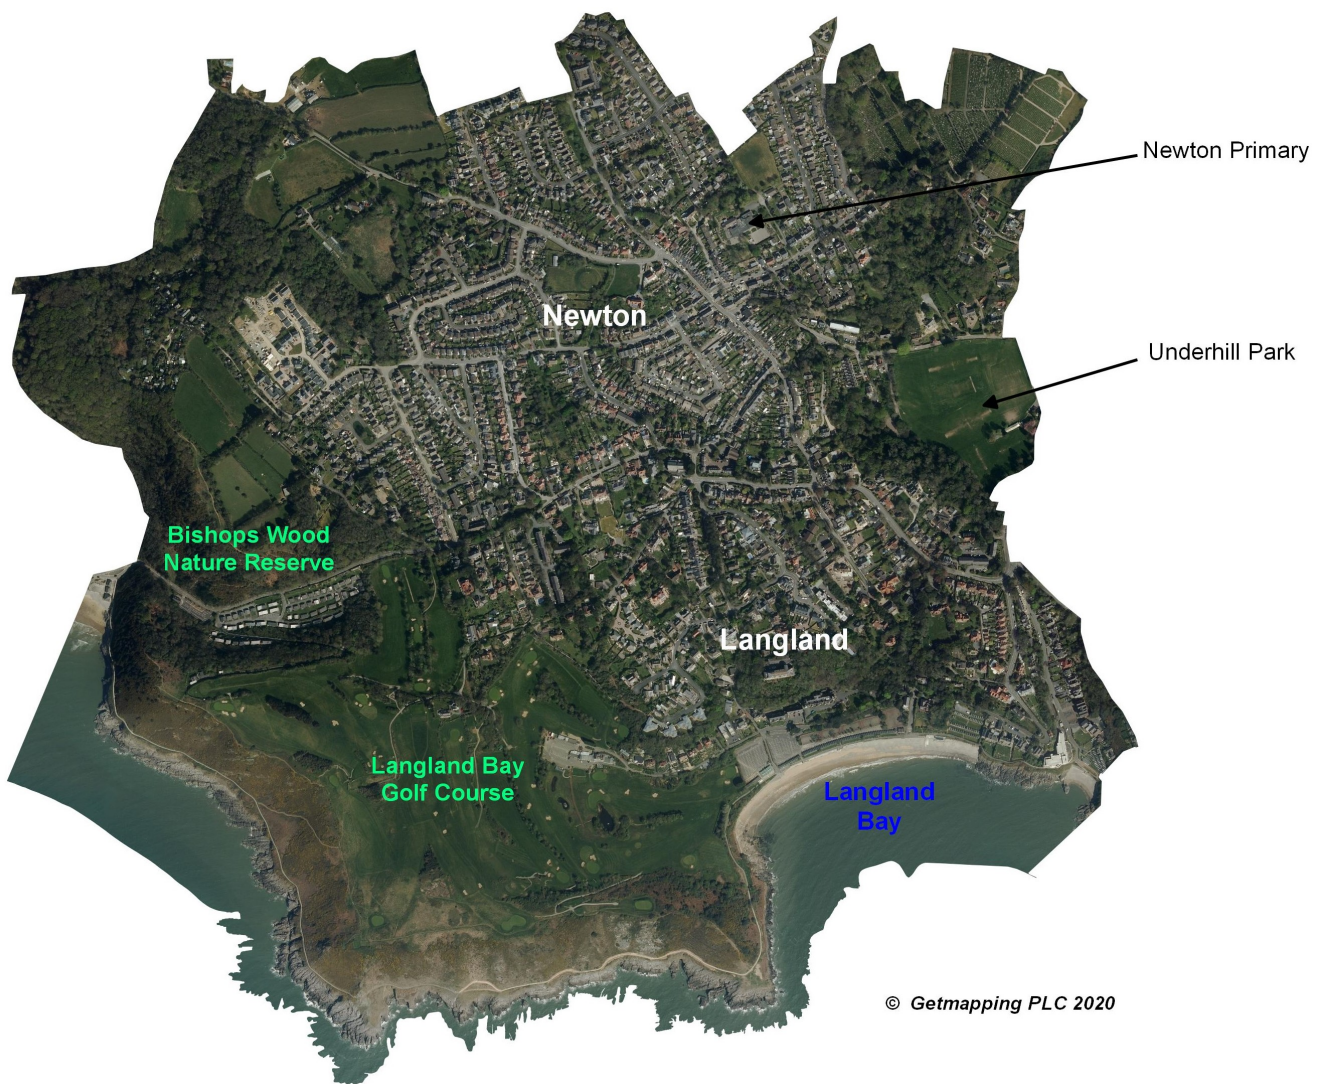 Newton Primary
Newton
Underhill Park
Bishops Wood
Nature Reserve
Langland
Langland Bay
Golf Course
Langland
Bay
© Getmapping PLC 2020